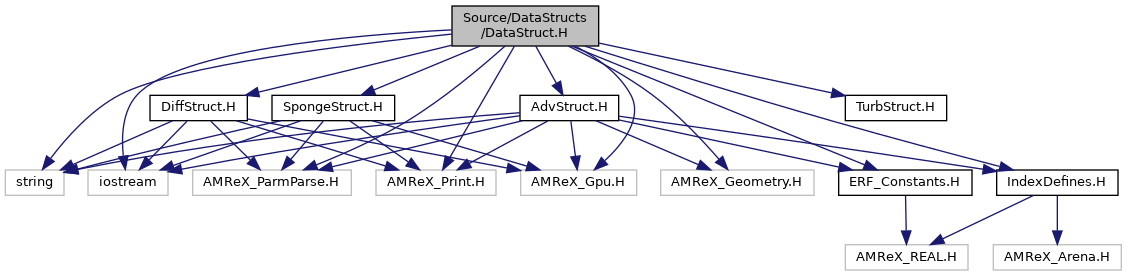 Source/DataStructs
/DataStruct.H
DiffStruct.H
SpongeStruct.H
AdvStruct.H
TurbStruct.H
string
iostream
AMReX_ParmParse.H
AMReX_Print.H
AMReX_Gpu.H
AMReX_Geometry.H
ERF_Constants.H
IndexDefines.H
AMReX_REAL.H
AMReX_Arena.H